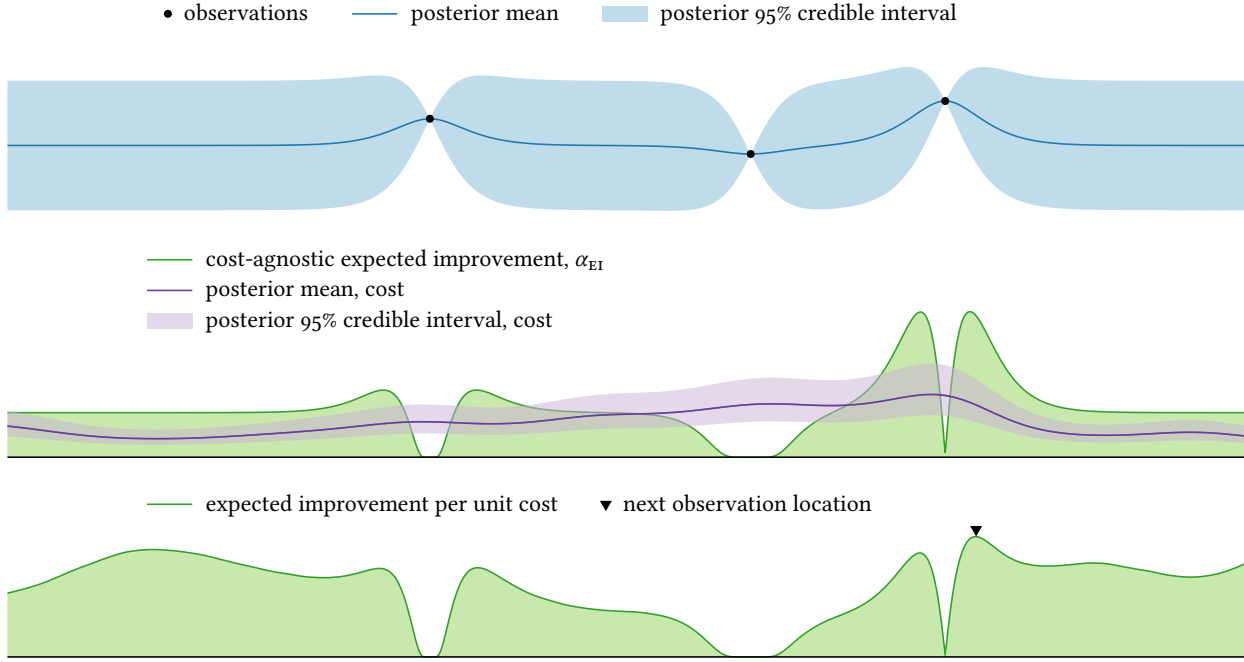 observations posterior mean posterior 95% credible interval
cost-agnostic expected improvement, αEI
posterior mean, cost
posterior 95% credible interval, cost
expected improvement per unit cost next observation location